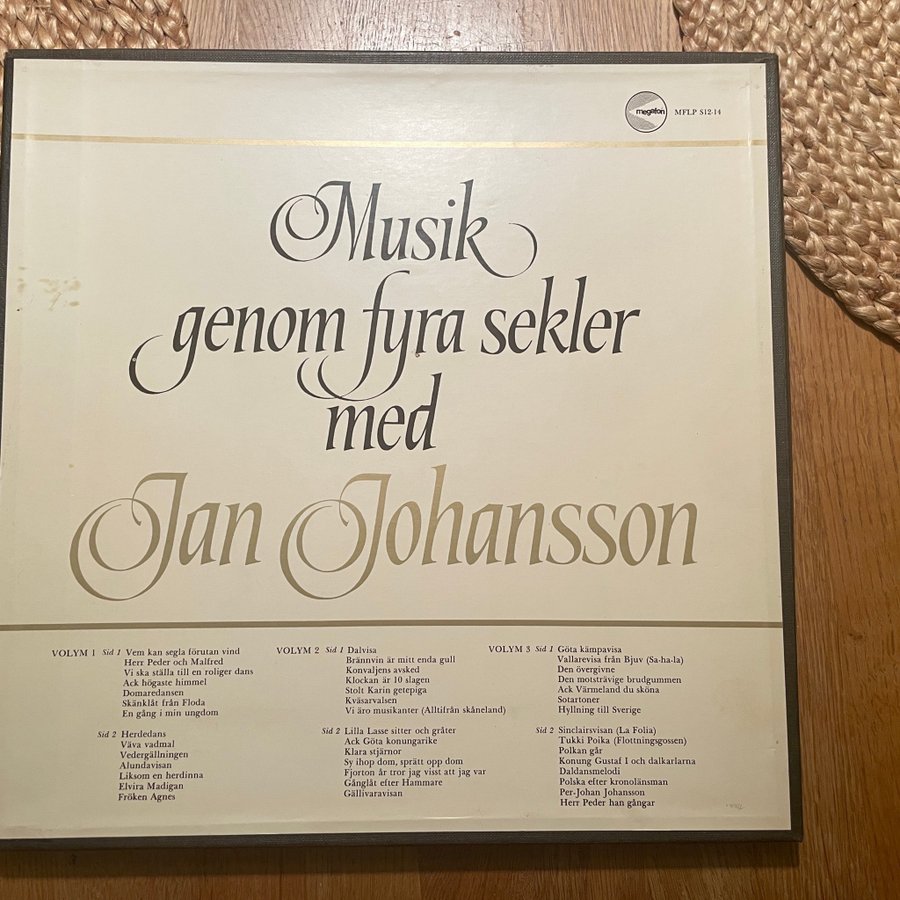 megafon MFLP S12-14
Musik
genom fyra sekler
med
Jan Johansson
VOLYM 1 Sid 1 Vem kan segla förutan vind
Herr Peder och Malfred
Vi ska ställa till en roliger dans
Ack högaste himmel
Domaredansen
Skänklåt från Floda
En gång i min ungdom
Sid 2 Herdedans
Väva vadmal
Vedergällningen
Alundavisan
Liksom en herdinna
Elvira Madigan
Fröken Agnes
VOLYM 2 Sid 1 Dalvisa
Brännvin är mitt enda gull
Konvaljens avsked
Klockan är 10 slagen
Stolt Karin getepiga
Kväsarvalsen
Vi äro musikanter (Alltifrån skåneland)
Sid 2 Lilla Lasse sitter och gråter
Ack Göta konungarike
Klara stjärnor
Sy ihop dom, sprätt opp dom
Fjorton år tror jag visst att jag var
Gånglåt efter Hammare
Gällivaravisan
VOLYM 3 Sid 1 Göta kämpavisa
Vallarevisa från Bjuv (Sa-ha-la)
Den övergivne
Den motsträvige brudgummen
Ack Värmeland du sköna
Sotartoner
Hyllning till Sverige
Sid 2 Sinclairsvisan (La Folia)
Tukki Poika (Flottningsgossen)
Polkan går
Konung Gustaf I och dalkarlarna
Daldansmelodi
Polska efter kronolänsman
Per-Johan Johansson
Herr Peder han gångar